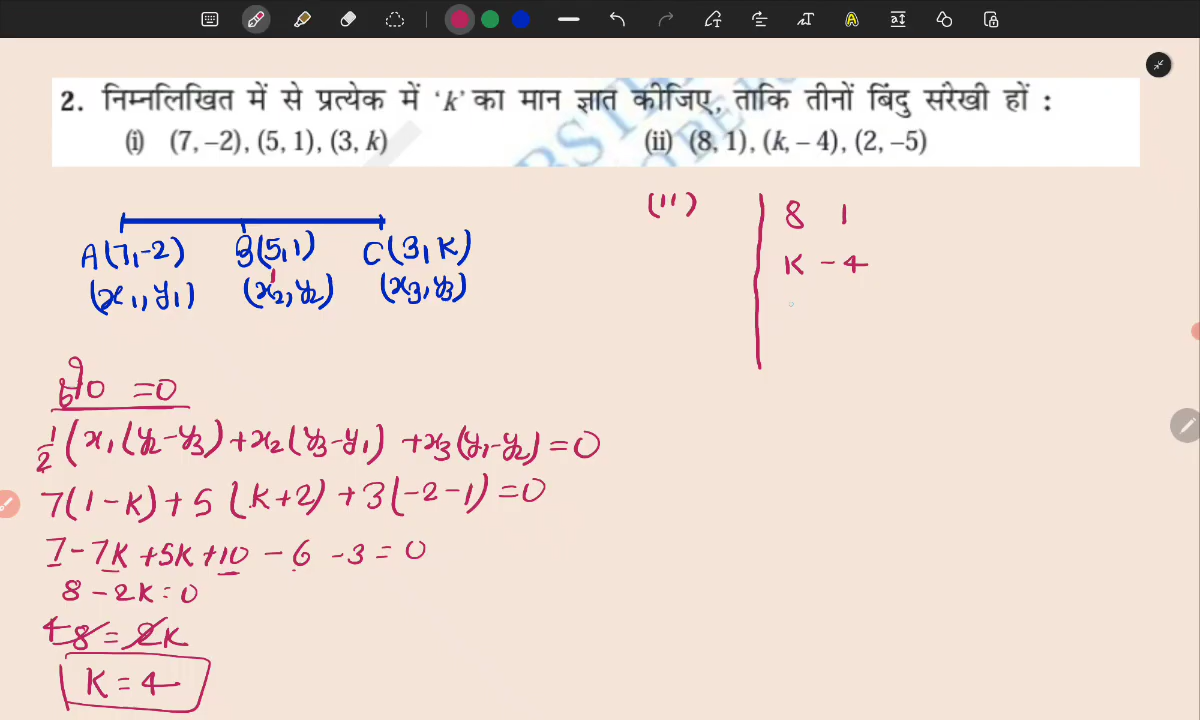 2. निम्नलिखित में से प्रत्येक में 'k' का मान ज्ञात कीजिए, ताकि तीनों बिंदु संरेखी हों :
(i) (7, –2), (5, 1), (3, k) (ii) (8, 1), (k, – 4), (2, –5)
A(7,-2) B(5,1) C(3,K)
(x1,y1) (x2,y2) (x3,y3)
(11) 8 1
K -4
=0
1/2(x1(y2-y3)+x2(y3-y1)+x3(y1-y2)=0
7(1-K)+5(K+2)+3(-2-1)=0
7-7K+5K+10-6-3=0
8-2K=0
4 8=2K
K=4